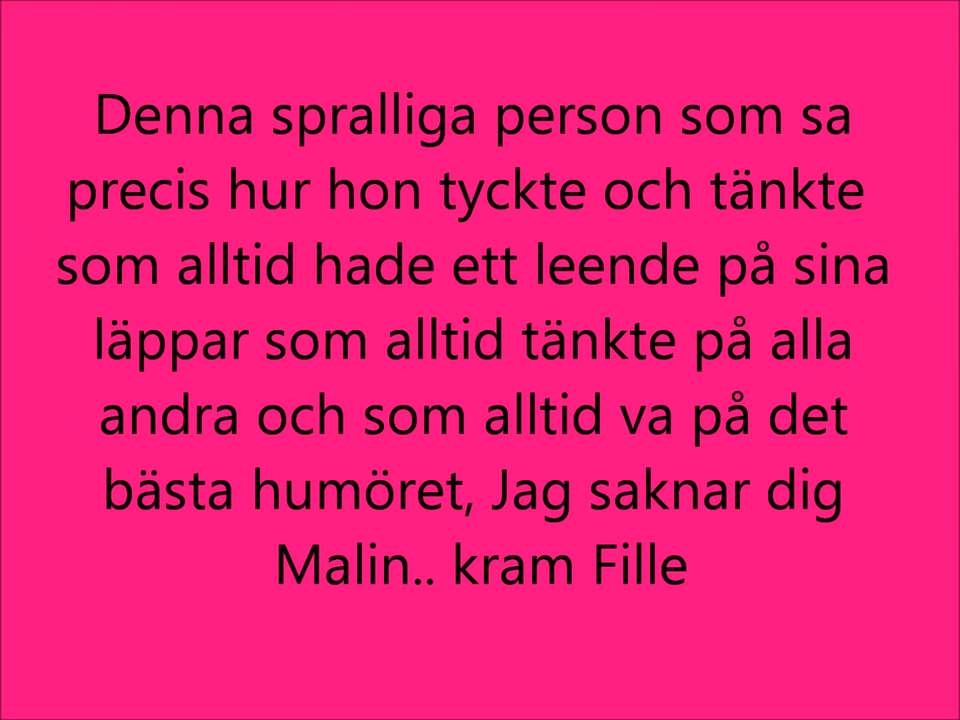 Denna spralliga person som sa
precis hur hon tyckte och tänkte
som alltid hade ett leende på sina
läppar som alltid tänkte på alla
andra och som alltid va på det
bästa humöret, Jag saknar dig
Malin.. kram Fille